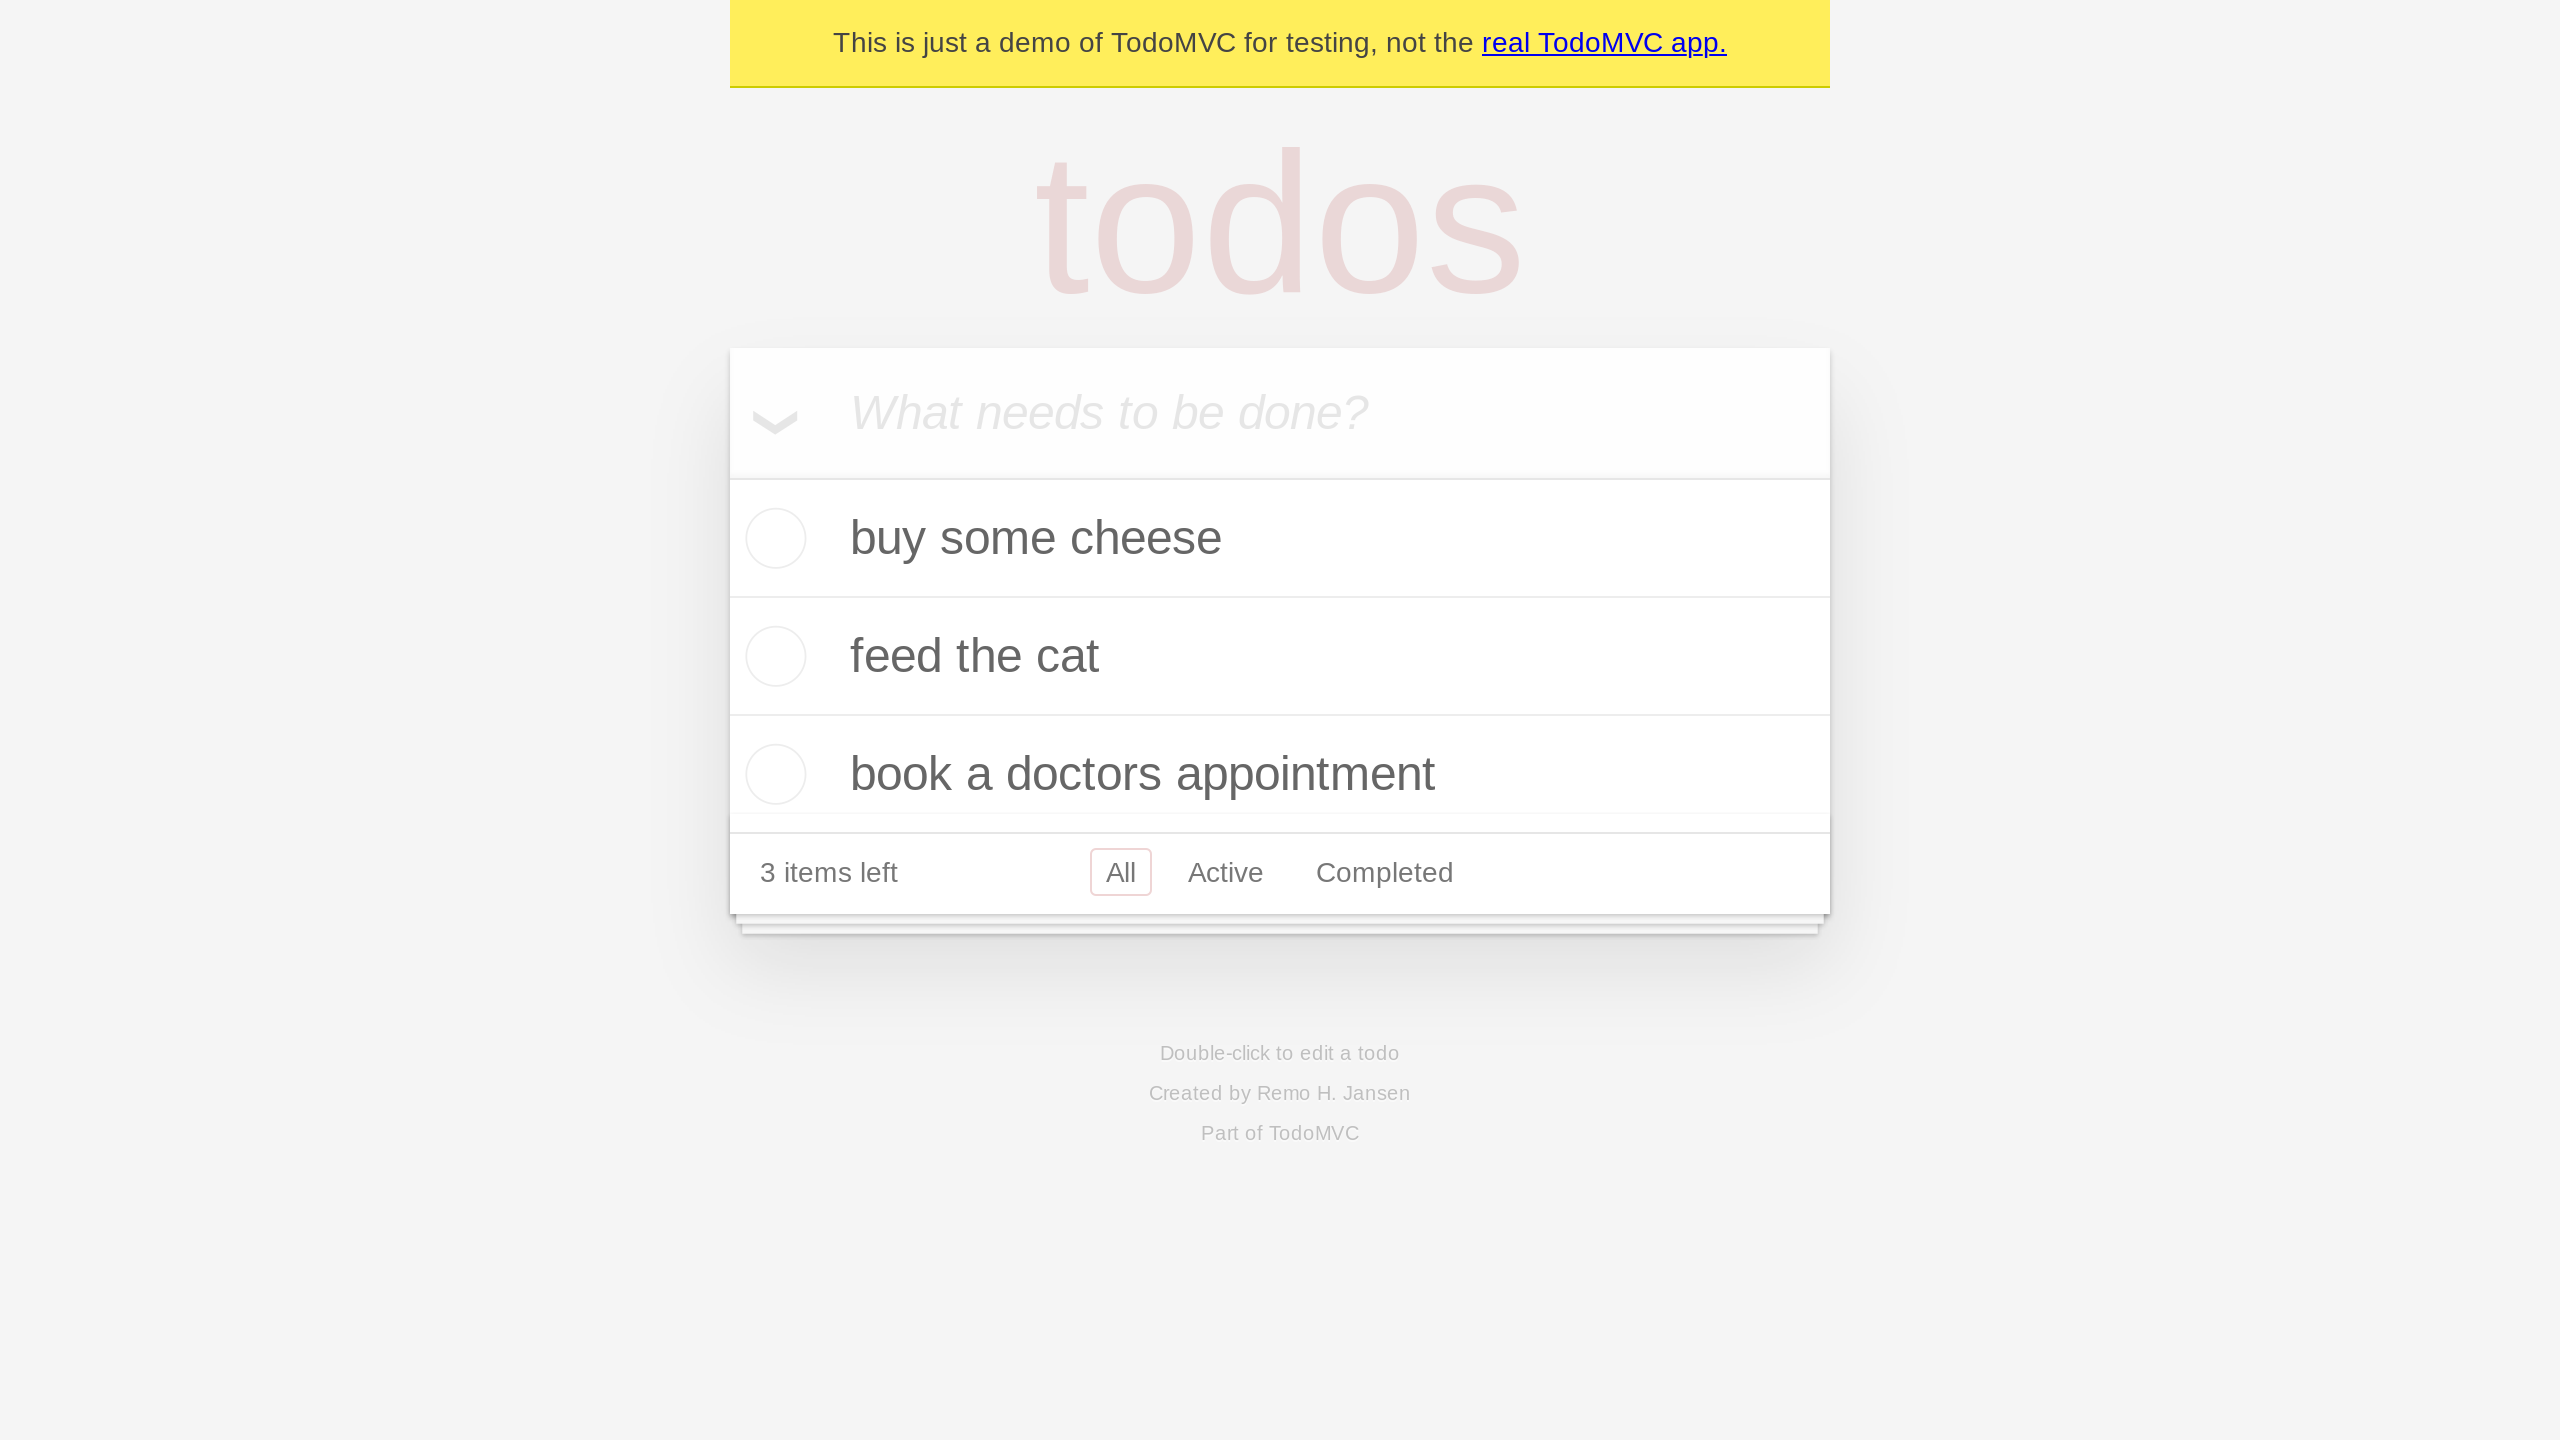 This is just a demo of TodoMVC for testing, not the real TodoMVC app.
todos
What needs to be done?
buy some cheese
feed the cat
book a doctors appointment
3 items left All Active Completed
Double-click to edit a todo
Created by Remo H. Jansen
Part of TodoMVC